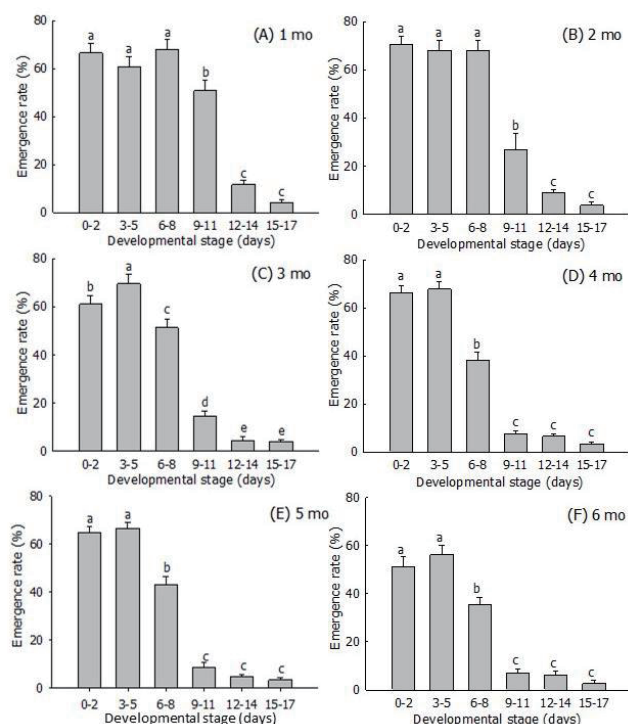 (A) 1 mo
Emergence rate (%)
80
60
40
20
0
a
a
a
b
c
c
0-2 3-5 6-8 9-11 12-14 15-17
Developmental stage (days)
(B) 2 mo
Emergence rate (%)
80
60
40
20
0
a
a
a
b
c
c
0-2 3-5 6-8 9-11 12-14 15-17
Developmental stage (days)
(C) 3 mo
Emergence rate (%)
80
60
40
20
0
b
a
c
d
e
e
0-2 3-5 6-8 9-11 12-14 15-17
Developmental stage (days)
(D) 4 mo
Emergence rate (%)
80
60
40
20
0
a
a
b
c
c
c
0-2 3-5 6-8 9-11 12-14 15-17
Developmental stage (days)
(E) 5 mo
Emergence rate (%)
80
60
40
20
0
a
a
b
c
c
c
0-2 3-5 6-8 9-11 12-14 15-17
Developmental stage (days)
(F) 6 mo
Emergence rate (%)
80
60
40
20
0
a
a
b
c
c
c
0-2 3-5 6-8 9-11 12-14 15-17
Developmental stage (days)